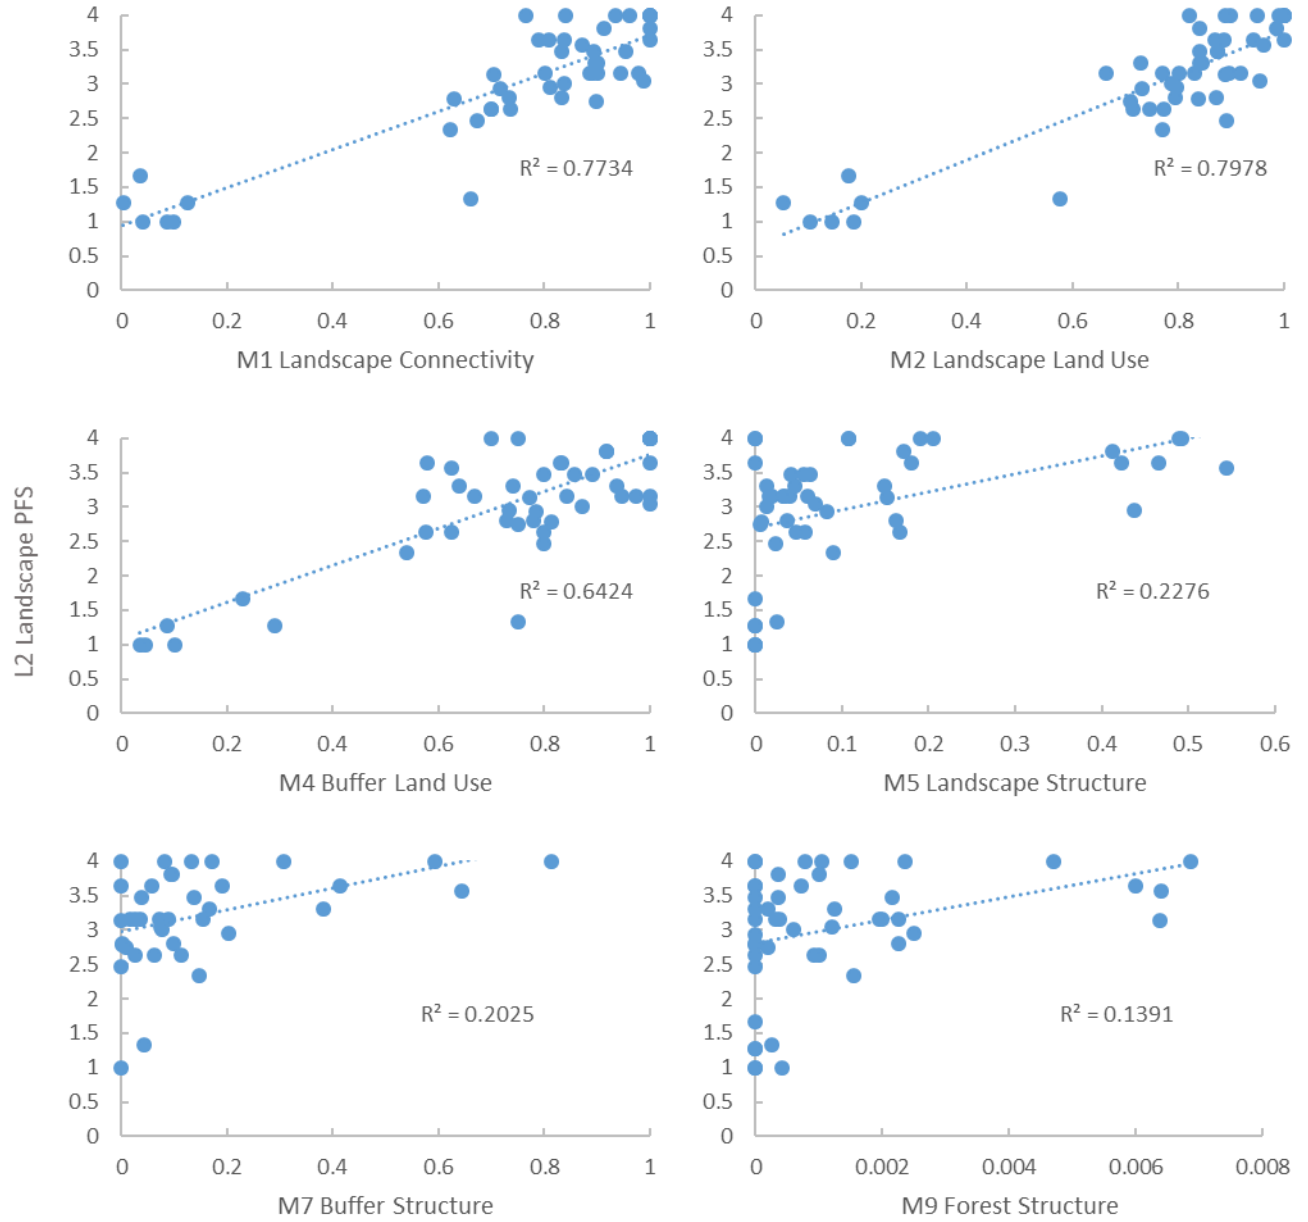 4
3.5
3
2.5
2
1.5
1
0.5
0
R² = 0.7734
0 0.2 0.4 0.6 0.8 1
M1 Landscape Connectivity
4
3.5
3
2.5
2
1.5
1
0.5
0
R² = 0.7978
0 0.2 0.4 0.6 0.8 1
M2 Landscape Land Use
L2 Landscape PFS
4
3.5
3
2.5
2
1.5
1
0.5
0
R² = 0.6424
0 0.2 0.4 0.6 0.8 1
M4 Buffer Land Use
4
3.5
3
2.5
2
1.5
1
0.5
0
R² = 0.2276
0 0.1 0.2 0.3 0.4 0.5 0.6
M5 Landscape Structure
4
3.5
3
2.5
2
1.5
1
0.5
0
R² = 0.2025
0 0.2 0.4 0.6 0.8 1
M7 Buffer Structure
4
3.5
3
2.5
2
1.5
1
0.5
0
R² = 0.1391
0 0.002 0.004 0.006 0.008
M9 Forest Structure